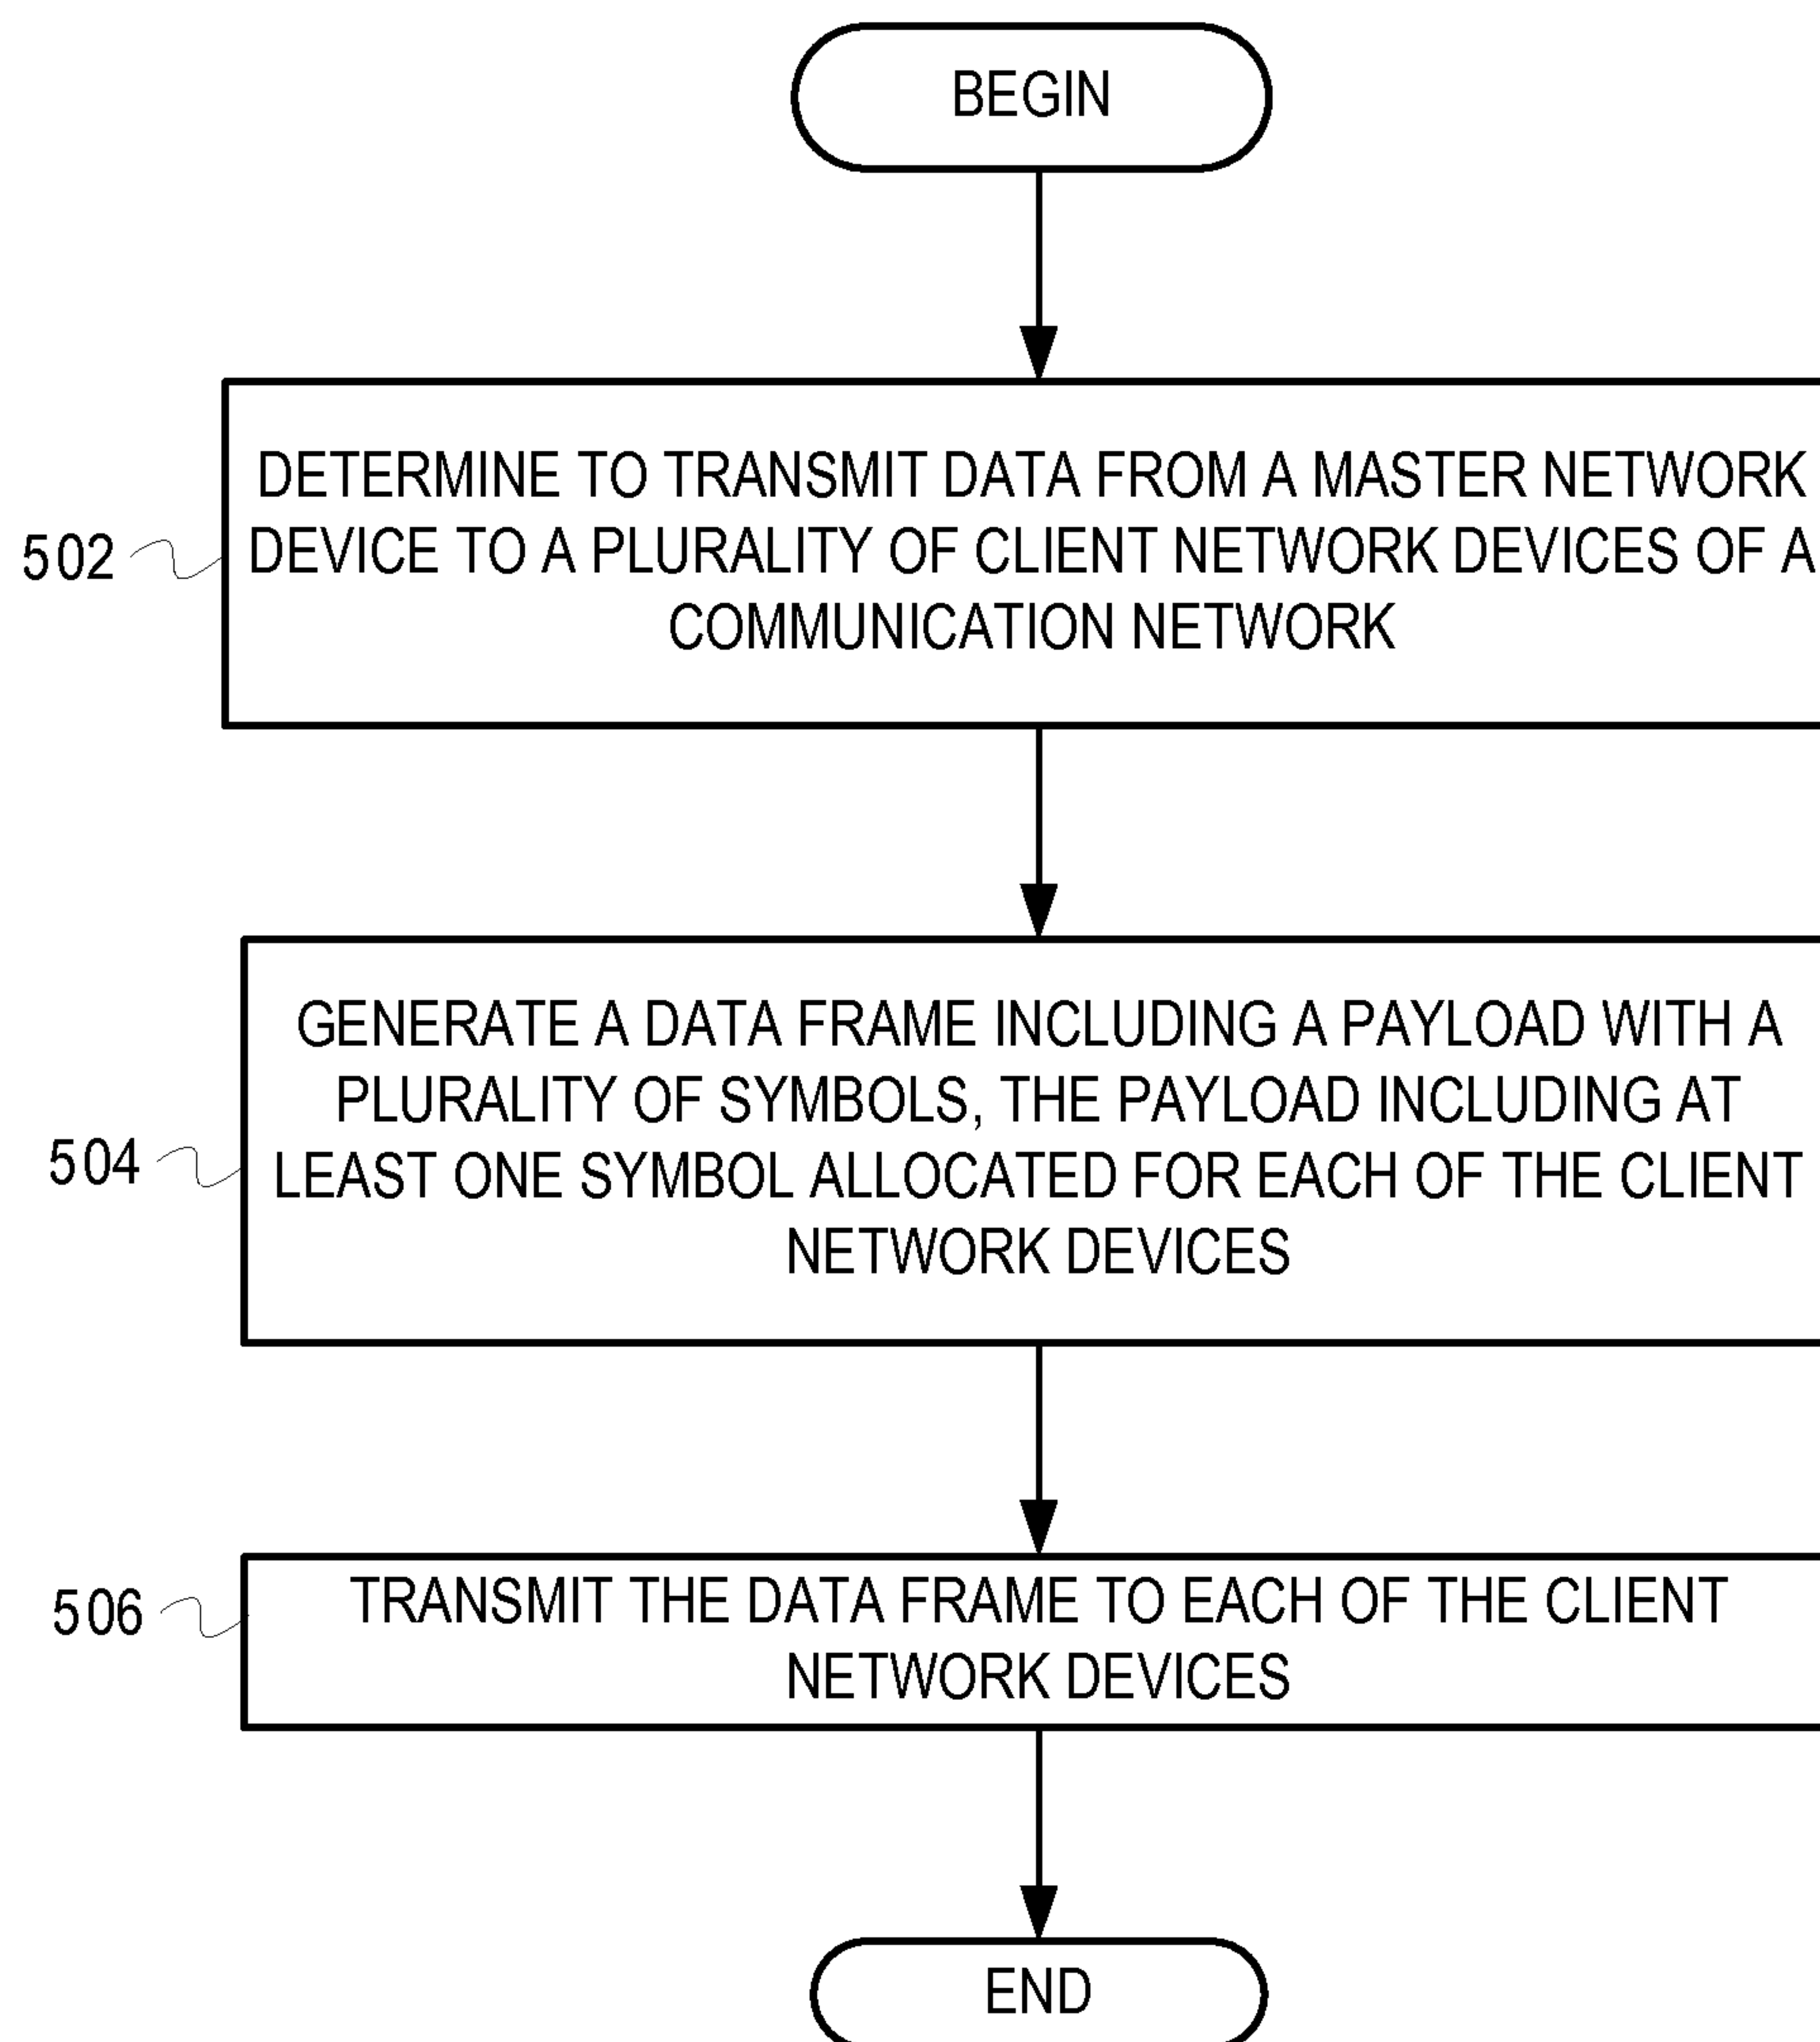 BEGIN
DETERMINE TO TRANSMIT DATA FROM A MASTER NETWORK
DEVICE TO A PLURALITY OF CLIENT NETWORK DEVICES OF A
COMMUNICATION NETWORK
502
GENERATE A DATA FRAME INCLUDING A PAYLOAD WITH A
PLURALITY OF SYMBOLS, THE PAYLOAD INCLUDING AT
LEAST ONE SYMBOL ALLOCATED FOR EACH OF THE CLIENT
NETWORK DEVICES
504
TRANSMIT THE DATA FRAME TO EACH OF THE CLIENT
NETWORK DEVICES
506
END